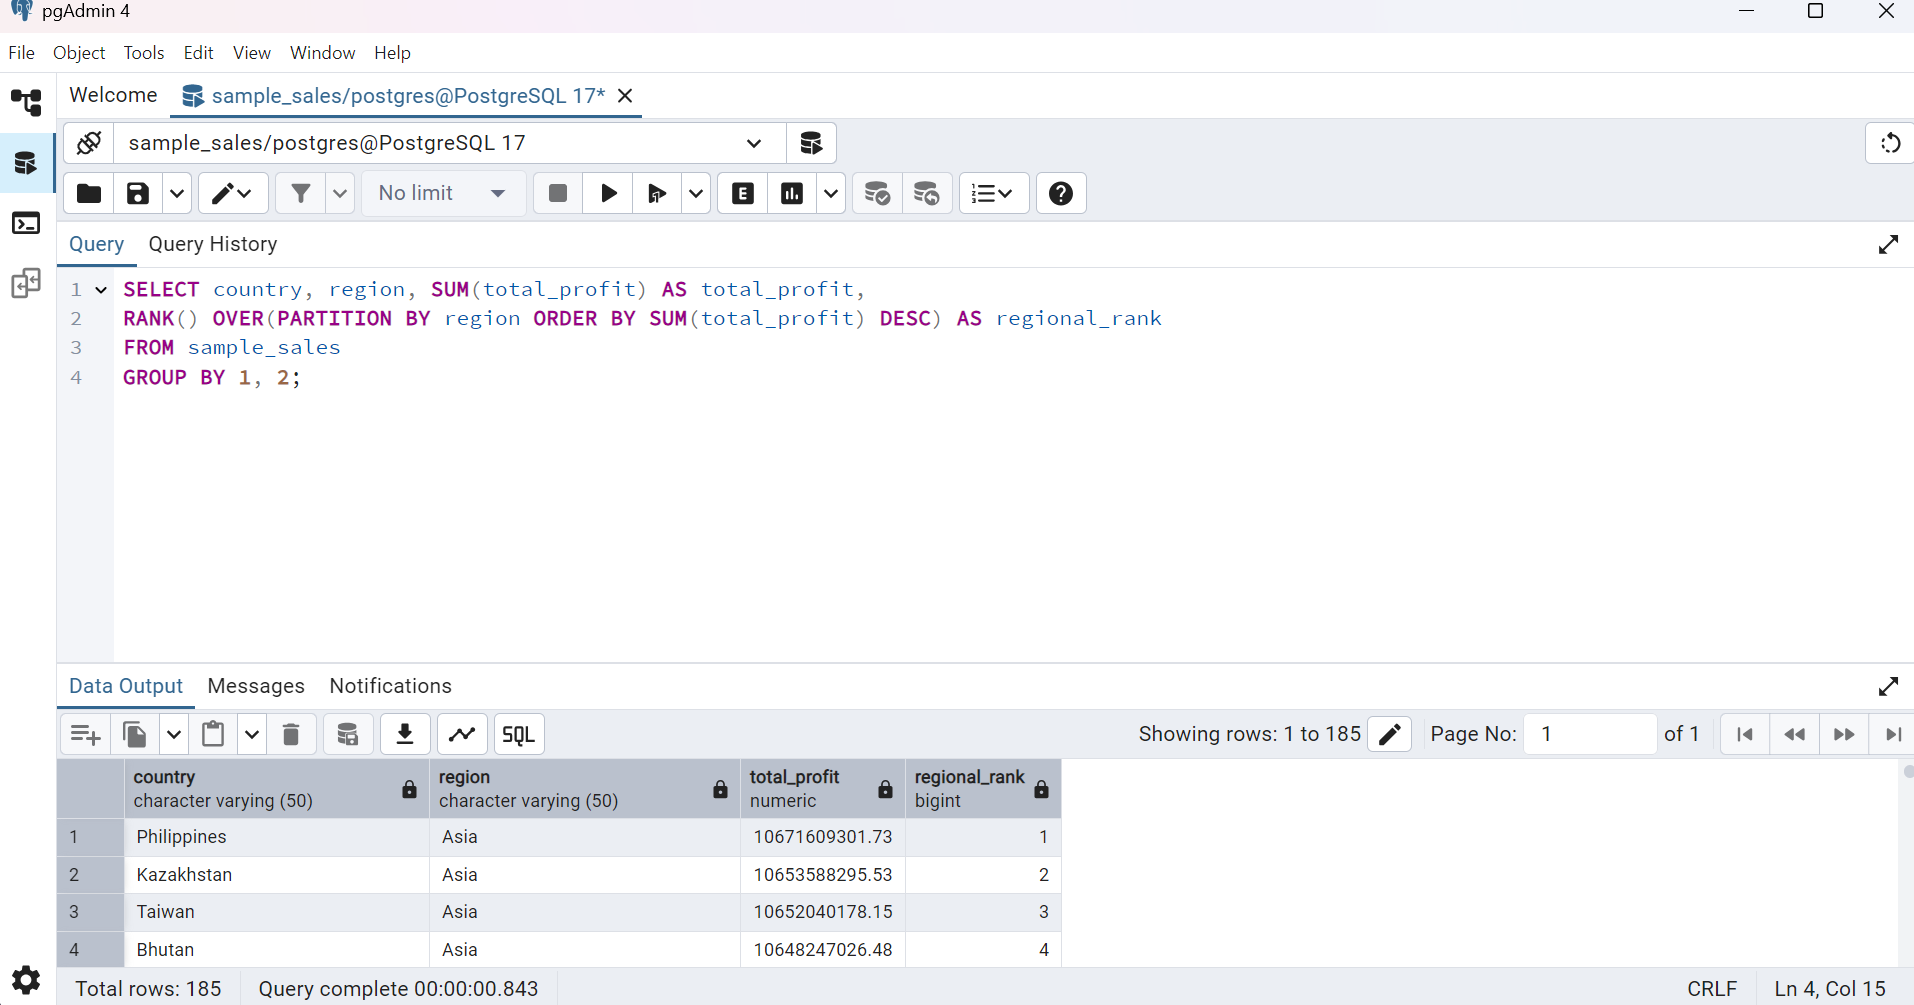 pgAdmin 4
File Object Tools Edit View Window Help
Welcome sample_sales/postgres@PostgreSQL 17*
sample_sales/postgres@PostgreSQL 17
No limit E
Query Query History
1 SELECT country, region, SUM(total_profit) AS total_profit,
2 RANK() OVER(PARTITION BY region ORDER BY SUM(total_profit) DESC) AS regional_rank
3 FROM sample_sales
4 GROUP BY 1, 2;
Data Output Messages Notifications
SQL Showing rows: 1 to 185 Page No: 1 of 1
country region total_profit regional_rank
character varying (50) character varying (50) numeric bigint
1 Philippines Asia 10671609301.73 1
2 Kazakhstan Asia 10653588295.53 2
3 Taiwan Asia 10652040178.15 3
4 Bhutan Asia 10648247026.48 4
Total rows: 185 Query complete 00:00:00.843 CRLF Ln 4, Col 15